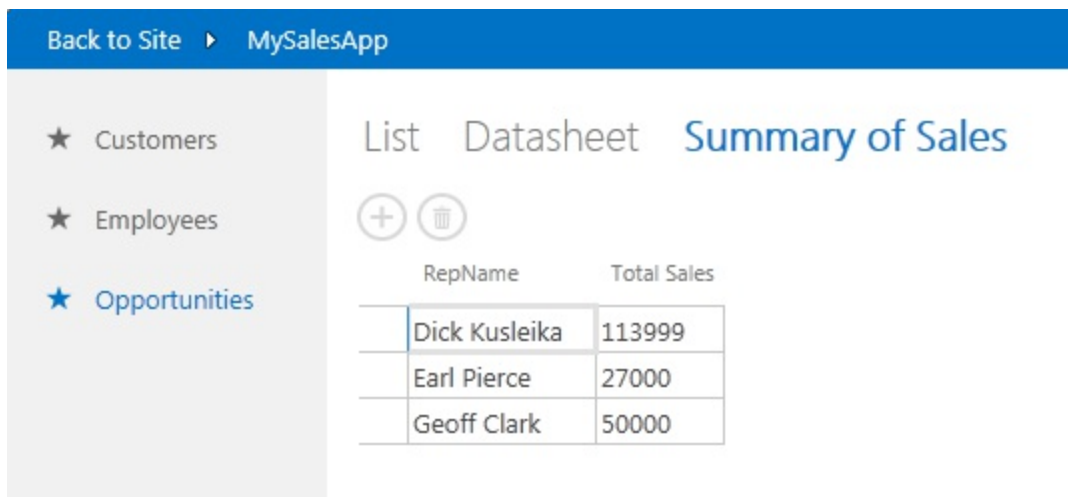 Back to Site MySalesApp
Customers
Employees
Opportunities
List Datasheet Summary of Sales
RepName Total Sales
Dick Kusleika 113999
Earl Pierce 27000
Geoff Clark 50000